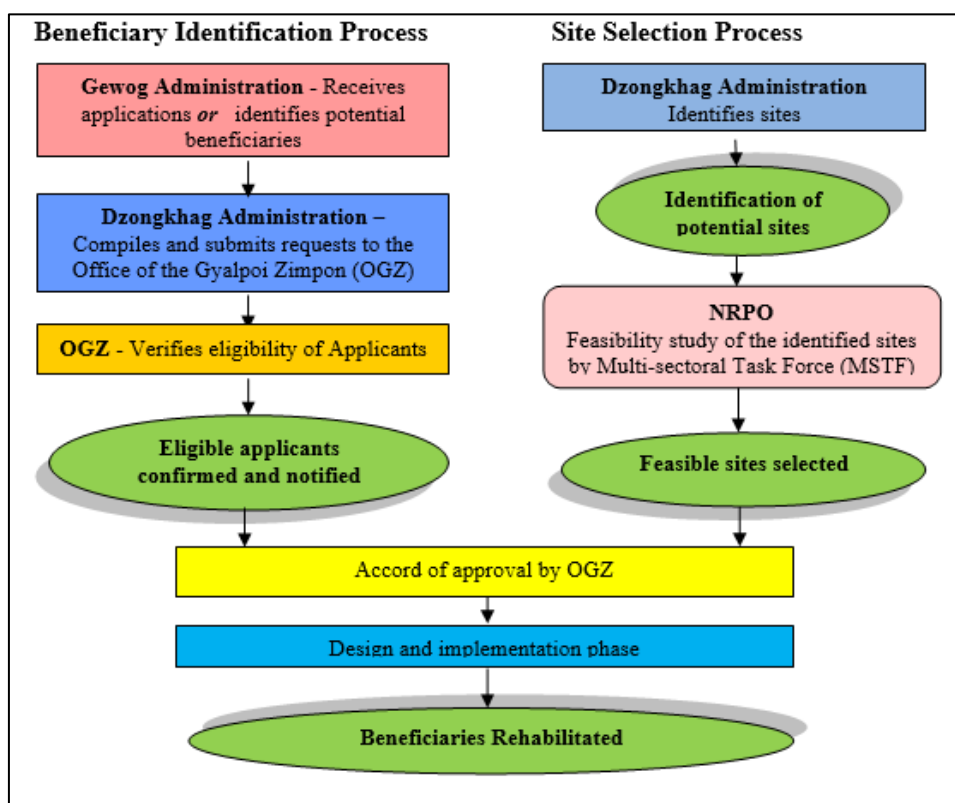 Beneficiary Identification Process
Gewog Administration - Receives
applications or identifies potential
beneficiaries
Dzongkhag Administration –
Compiles and submits requests to the
Office of the Gyalpoi Zimpon (OGZ)
OGZ - Verifies eligibility of Applicants
Eligible applicants
confirmed and notified
Site Selection Process
Dzongkhag Administration
Identifies sites
Identification of
potential sites
NRPO
Feasibility study of the identified sites
by Multi-sectoral Task Force (MSTF)
Feasible sites selected
Accord of approval by OGZ
Design and implementation phase
Beneficiaries Rehabilitated